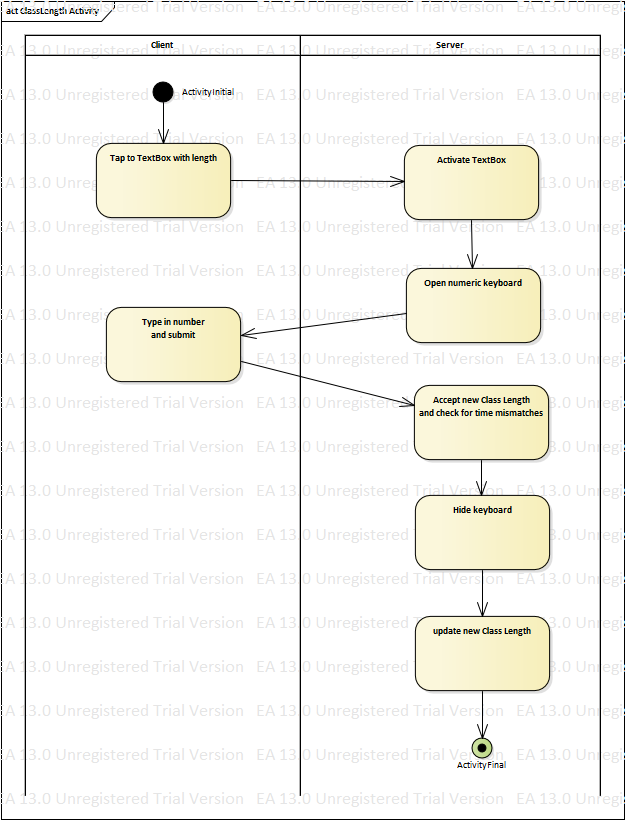 act ClassLength Activity
Client
Server
ActivityInitial
Tap to TextBox with length
Activate TextBox
Open numeric keyboard
Type in number
and submit
Accept new Class Length
and check for time mismatches
Hide keyboard
update new Class Length
ActivityFinal
EA 13.0 Unregistered Trial Version